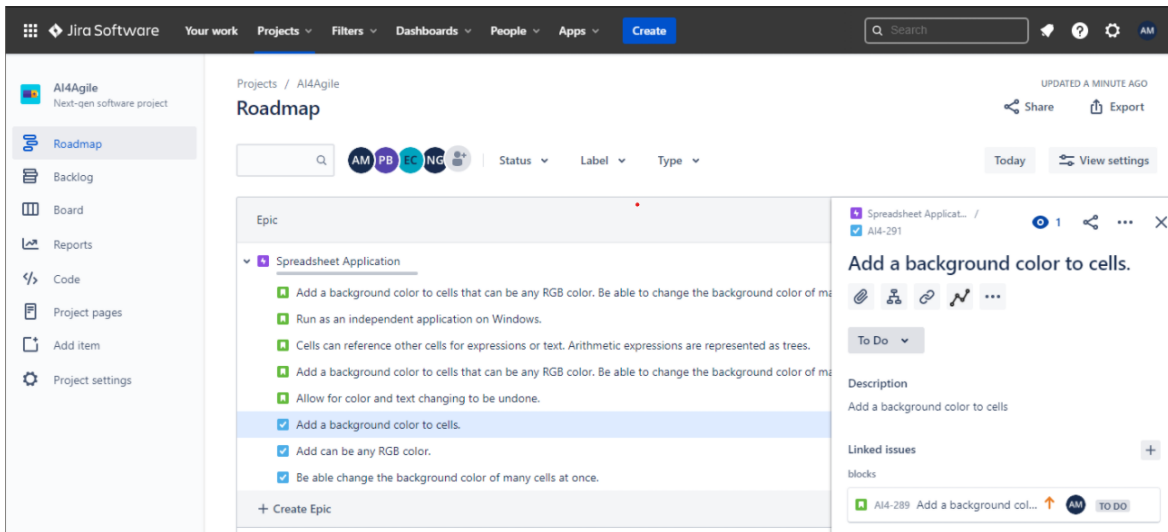 Jira Software Your work Projects Filters Dashboards People Apps Create Search AM
AI4Agile
Next-gen software project
Roadmap
Backlog
Board
Reports
Code
Project pages
Add item
Project settings
Projects / AI4Agile
UPDATED A MINUTE AGO
Roadmap
Share Export
AM PB EC NG Status Label Type Today View settings
Epic
Spreadsheet Application
Add a background color to cells that can be any RGB color. Be able to change the background color of ma
Run as an independent application on Windows.
Cells can reference other cells for expressions or text. Arithmetic expressions are represented as trees.
Add a background color to cells that can be any RGB color. Be able to change the background color of ma
Allow for color and text changing to be undone.
Add a background color to cells.
Add can be any RGB color.
Be able change the background color of many cells at once.
+ Create Epic
Spreadsheet Applicat... /
AI4-291
1
Add a background color to cells.
To Do
Description
Add a background color to cells
Linked issues
blocks
AI4-289 Add a background col... AM TO DO